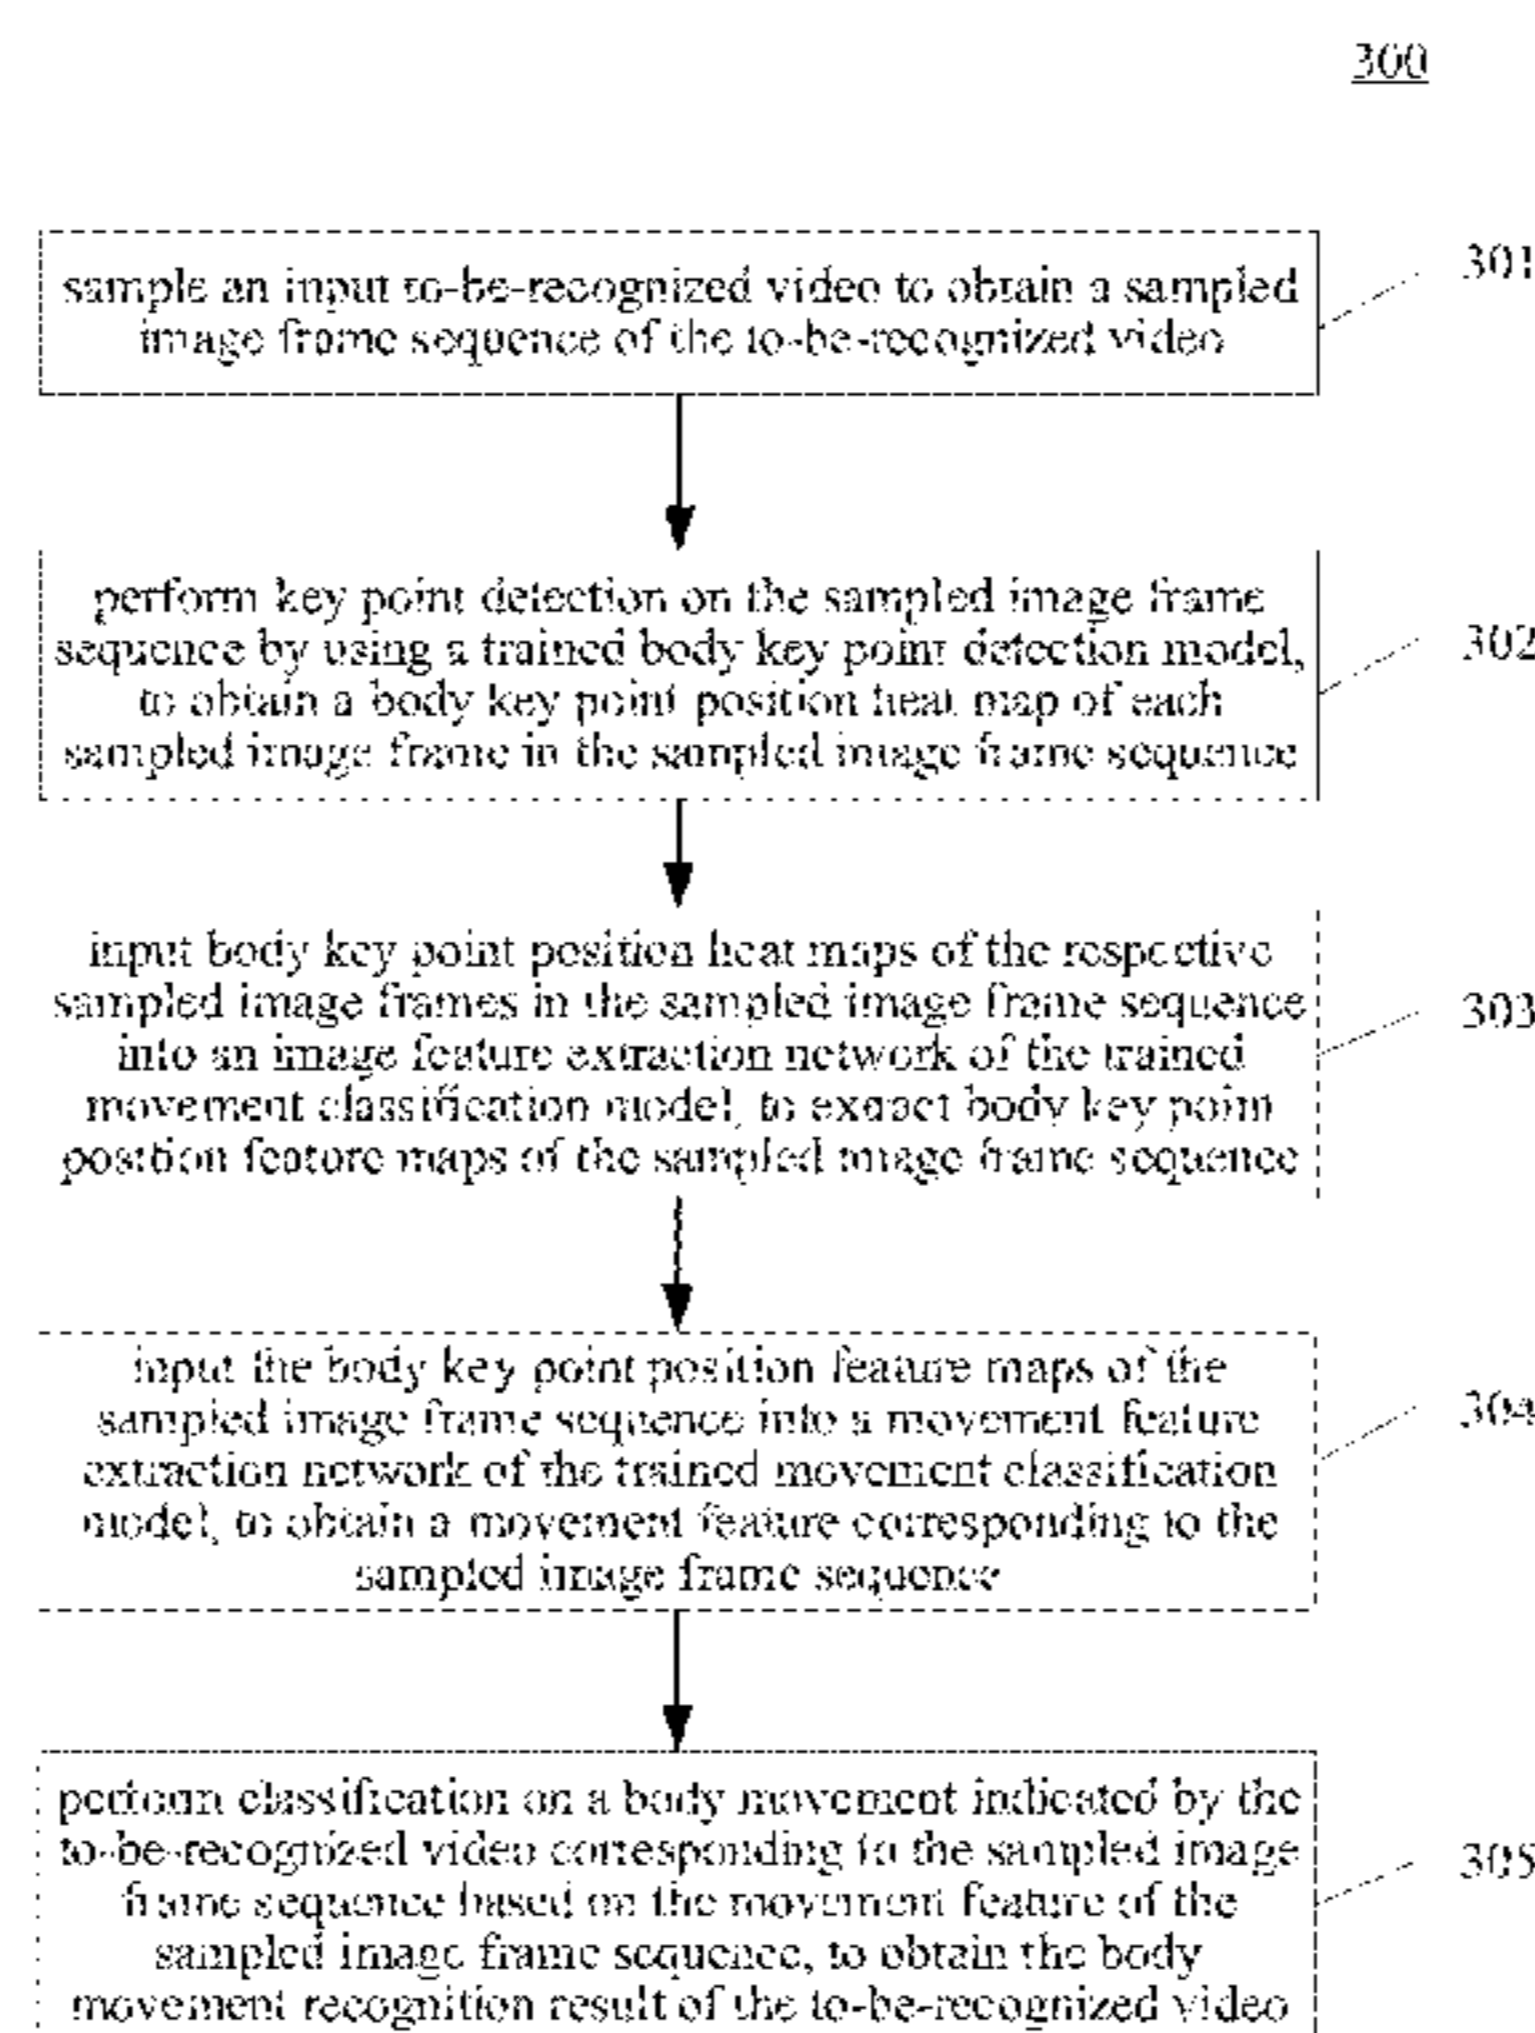 300
sample an input to-be-recognized video to obtain a sampled
image frame sequence of the to-be-recognized video
301
perform key point detection on the sampled image frame
sequence by using a trained body key point detection model,
to obtain a body key point position heat map of each
sampled image frame in the sampled image frame sequence
302
input body key point position heat maps of the respective
sampled image frames in the sampled image frame sequence
into an image feature extraction network of the trained
movement classification model, to extract body key point
position feature maps of the sampled image frame sequence
303
input the body key point position feature maps of the
sampled image frame sequence into a movement feature
extraction network of the trained movement classification
model, to obtain a movement feature corresponding to the
sampled image frame sequence
304
perform classification on a body movement indicated by the
to-be-recognized video corresponding to the sampled image
frame sequence based on the movement feature of the
sampled image frame sequence, to obtain the body
movement recognition result of the to-be-recognized video
305